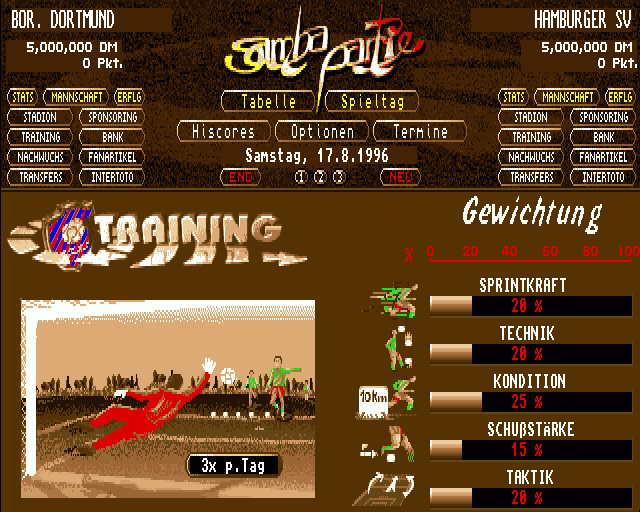 BOR. DORTMUND
HAMBURGER SV
samba partie
5,000,000 DM
5,000,000 DM
0 Pkt.
0 Pkt.
STATS MANNSCHAFT ERFLG
Tabelle Spieltag
STATS MANNSCHAFT ERFLG
STADION SPONSORING
STADION SPONSORING
TRAINING BANK
Hiscores Optionen Termine
TRAINING BANK
NACHWUCHS FANARTIKEL
Samstag, 17.8.1996
NACHWUCHS FANARTIKEL
TRANSFERS INTERTOTO
END 1 2 3 NEU
TRANSFERS INTERTOTO
TRAINING
Gewichtung
% 0 20 40 60 80 100
SPRINTKRAFT
20 %
TECHNIK
20 %
10km
KONDITION
25 %
SCHUßSTÄRKE
15 %
3x p.Tag
TAKTIK
20 %